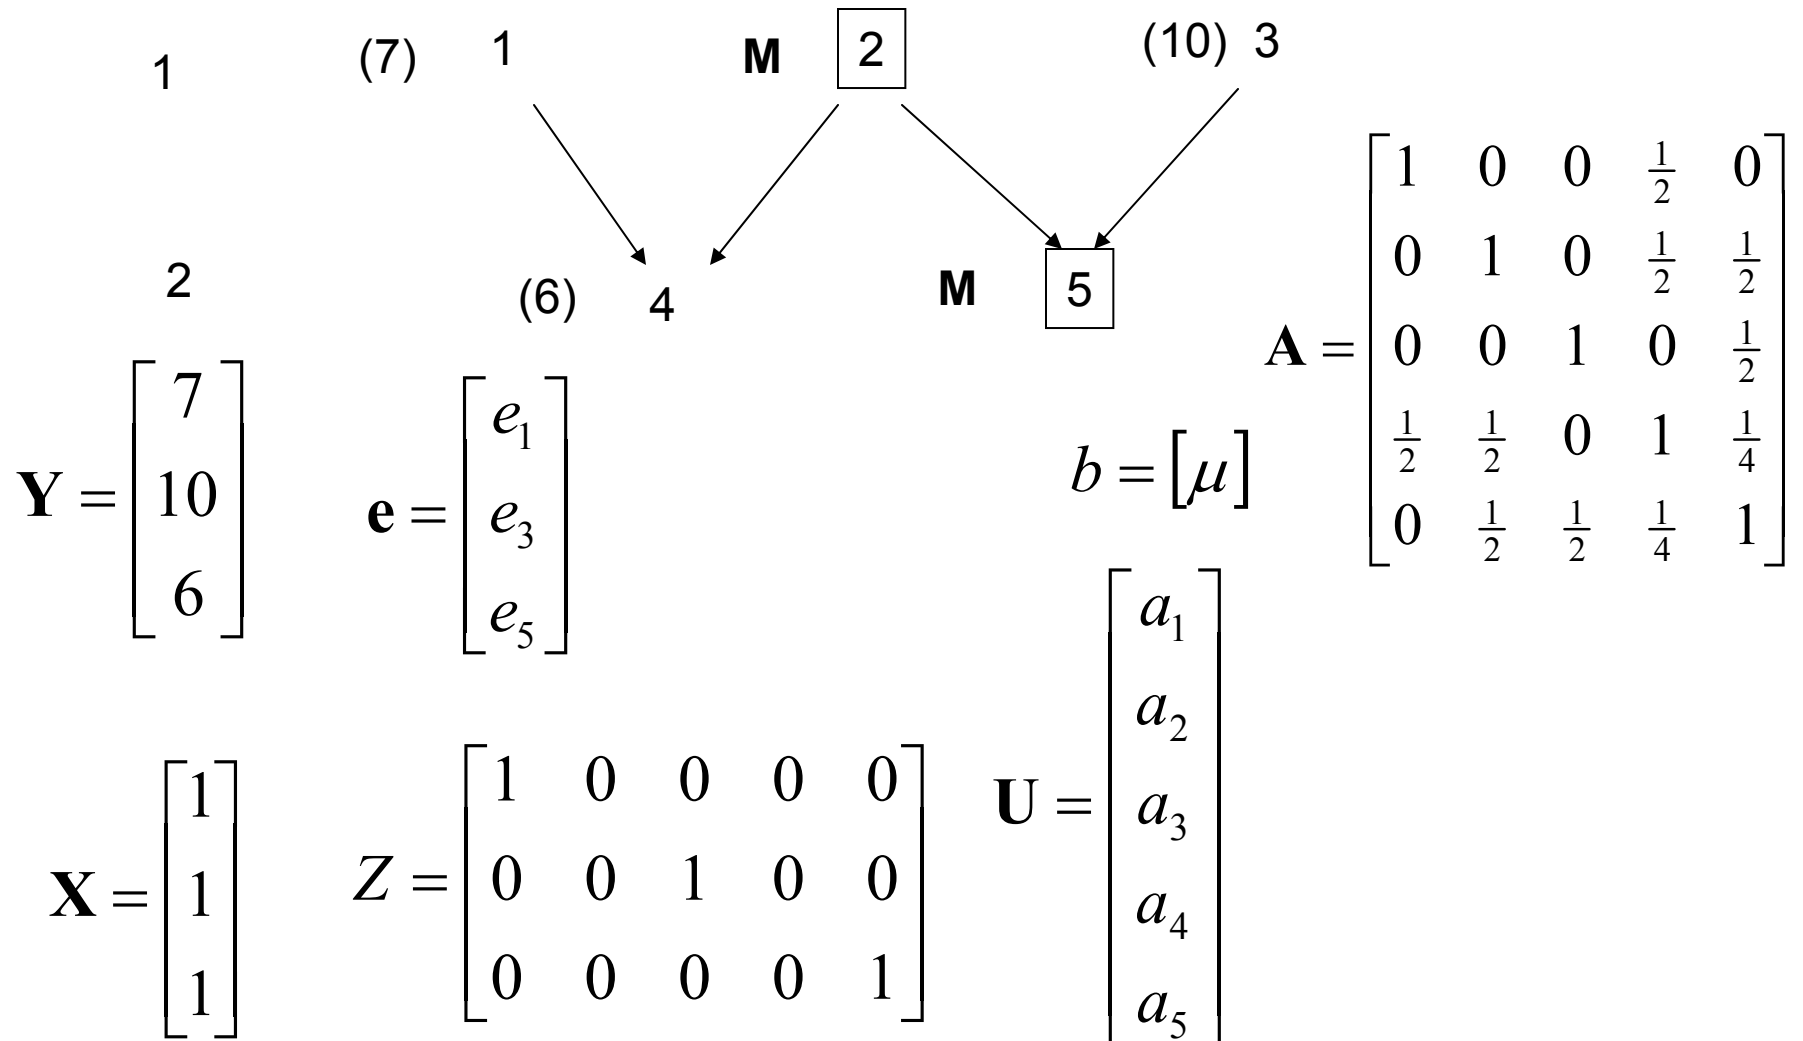 1 (7) 1 M 2 (10) 3
2 (6) 4 M 5
A = [1 0 0 1/2 0
0 1 0 1/2 1/2
0 0 1 0 1/2
1/2 1/2 0 1 1/4
0 1/2 1/2 1/4 1]
Y = [7
10
6]
e = [e₁
e₃
e₅]
b = [μ]
X = [1
1
1]
Z = [1 0 0 0 0
0 0 1 0 0
0 0 0 0 1]
U = [a₁
a₂
a₃
a₄
a₅